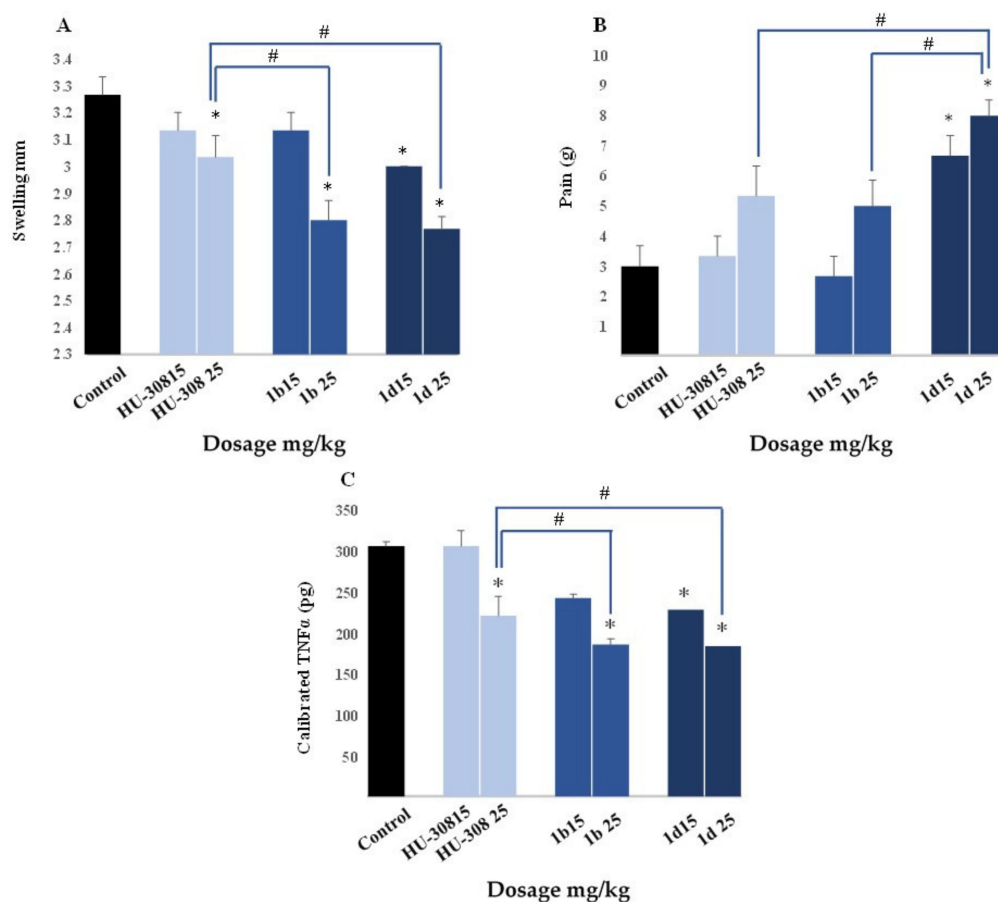 A
#
#
3.4
3.3
3.2
3.1
3
2.9
2.8
2.7
2.6
2.5
2.4
2.3
Swelling mm
*
*
*
*
Control
HU-30815
HU-308 25
1b15
1b 25
1d15
1d 25
Dosage mg/kg
B
#
#
10
9
8
7
6
5
4
3
2
1
Pain (g)
*
*
Control
HU-30815
HU-308 25
1b15
1b 25
1d15
1d 25
Dosage mg/kg
C
#
#
350
300
250
200
150
100
50
Calibrated TNFα (pg)
*
*
*
*
Control
HU-30815
HU-308 25
1b15
1b 25
1d15
1d 25
Dosage mg/kg